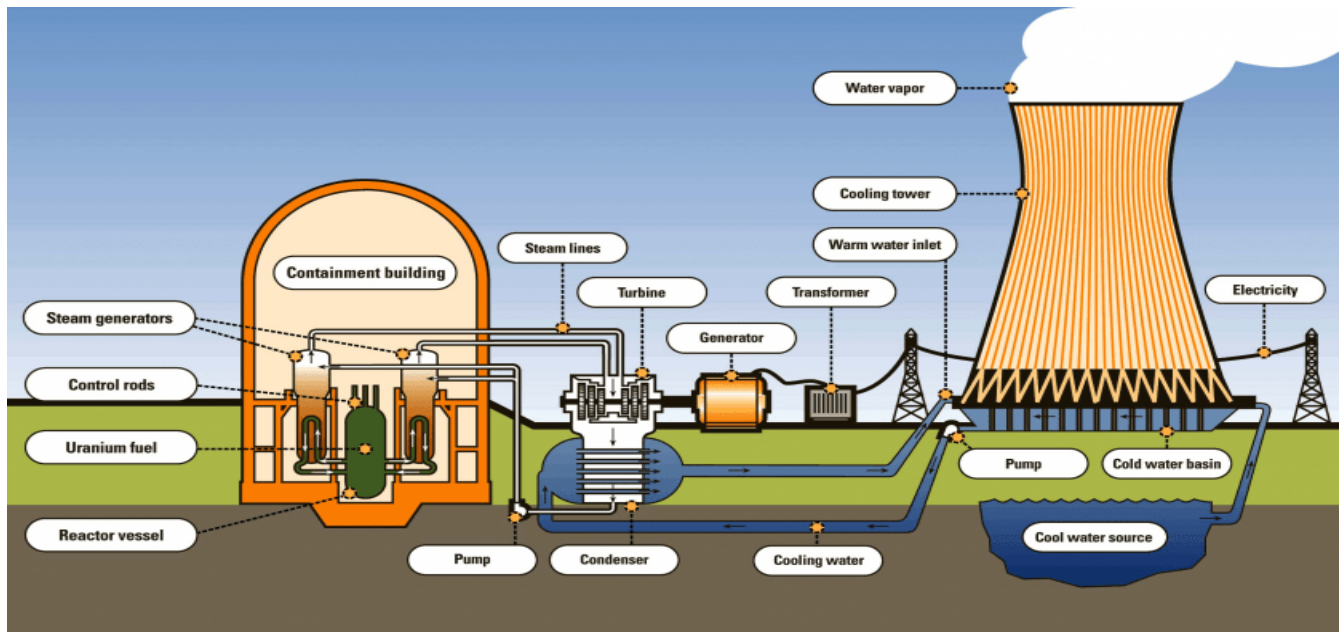 Water vapor
Cooling tower
Steam lines
Warm water inlet
Containment building
Turbine
Transformer
Electricity
Steam generators
Generator
Control rods
Uranium fuel
Pump
Cold water basin
Reactor vessel
Cool water source
Pump
Condenser
Cooling water